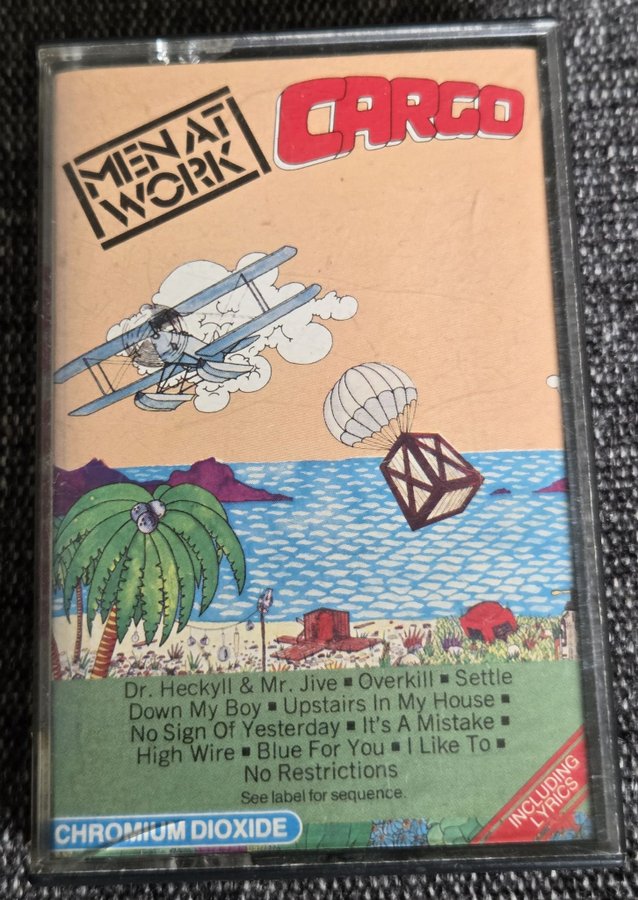 MEN AT
WORK
CARGO
Dr. Heckyll & Mr. Jive ■ Overkill ■ Settle
Down My Boy ■ Upstairs In My House ■
No Sign Of Yesterday ■ It's A Mistake ■
High Wire ■ Blue For You ■ I Like To ■
No Restrictions
See label for sequence.
INCLUDING
LYRICS
CHROMIUM DIOXIDE